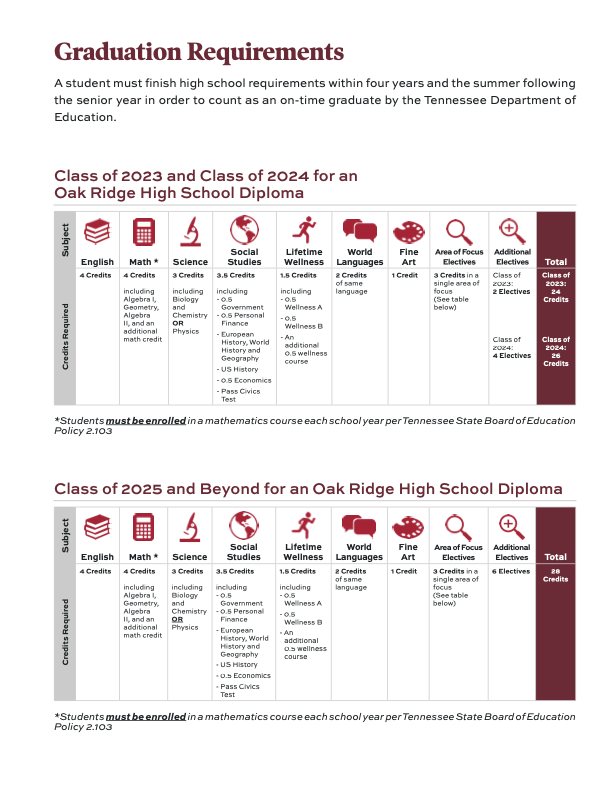 Graduation Requirements
A student must finish high school requirements within four years and the summer following
the senior year in order to count as an on-time graduate by the Tennessee Department of
Education.
Class of 2023 and Class of 2024 for an
Oak Ridge High School Diploma
Subject
English
Math *
Science
Social
Studies
Lifetime
Wellness
World
Languages
Fine
Art
Area of Focus
Electives
Additional
Electives
Total
Credits Required
4 Credits
4 Credits
including
Algebra I,
Geometry,
Algebra
II, and an
additional
math credit
3 Credits
including
Biology
and
Chemistry
OR
Physics
3.5 Credits
including
- 0.5
Government
- 0.5 Personal
Finance
- European
History, World
History and
Geography
- US History
- 0.5 Economics
- Pass Civics
Test
1.5 Credits
including
- 0.5
Wellness A
- 0.5
Wellness B
- An
additional
0.5 wellness
course
2 Credits
of same
language
1 Credit
3 Credits in a
single area of
focus
(See table
below)
Class of
2023:
2 Electives
Class of
2024:
4 Electives
Class of
2023:
24
Credits
Class of
2024:
26
Credits
*Students must be enrolled in a mathematics course each school year per Tennessee State Board of Education
Policy 2.103
Class of 2025 and Beyond for an Oak Ridge High School Diploma
Subject
English
Math *
Science
Social
Studies
Lifetime
Wellness
World
Languages
Fine
Art
Area of Focus
Electives
Additional
Electives
Total
Credits Required
4 Credits
4 Credits
including
Algebra I,
Geometry,
Algebra
II, and an
additional
math credit
3 Credits
including
Biology
and
Chemistry
OR
Physics
3.5 Credits
including
- 0.5
Government
- 0.5 Personal
Finance
- European
History, World
History and
Geography
- US History
- 0.5 Economics
- Pass Civics
Test
1.5 Credits
including
- 0.5
Wellness A
- 0.5
Wellness B
- An
additional
0.5 wellness
course
2 Credits
of same
language
1 Credit
3 Credits in a
single area of
focus
(See table
below)
6 Electives
28
Credits
*Students must be enrolled in a mathematics course each school year per Tennessee State Board of Education
Policy 2.103